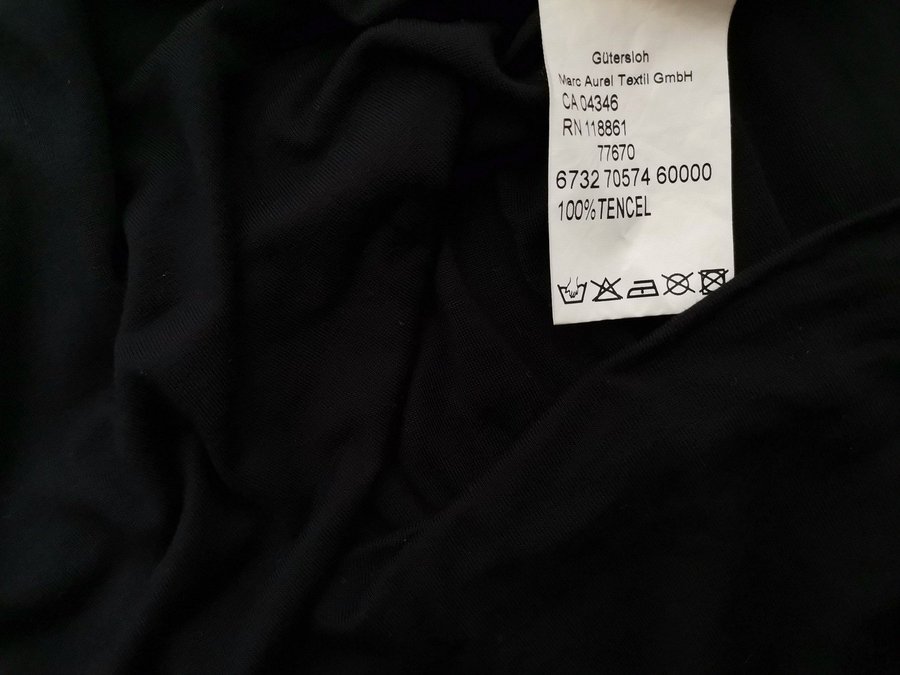 Gütersloh
Marc Aurel Textil GmbH
CA 04346
RN 118861
77670
6732 70574 60000
100% TENCEL